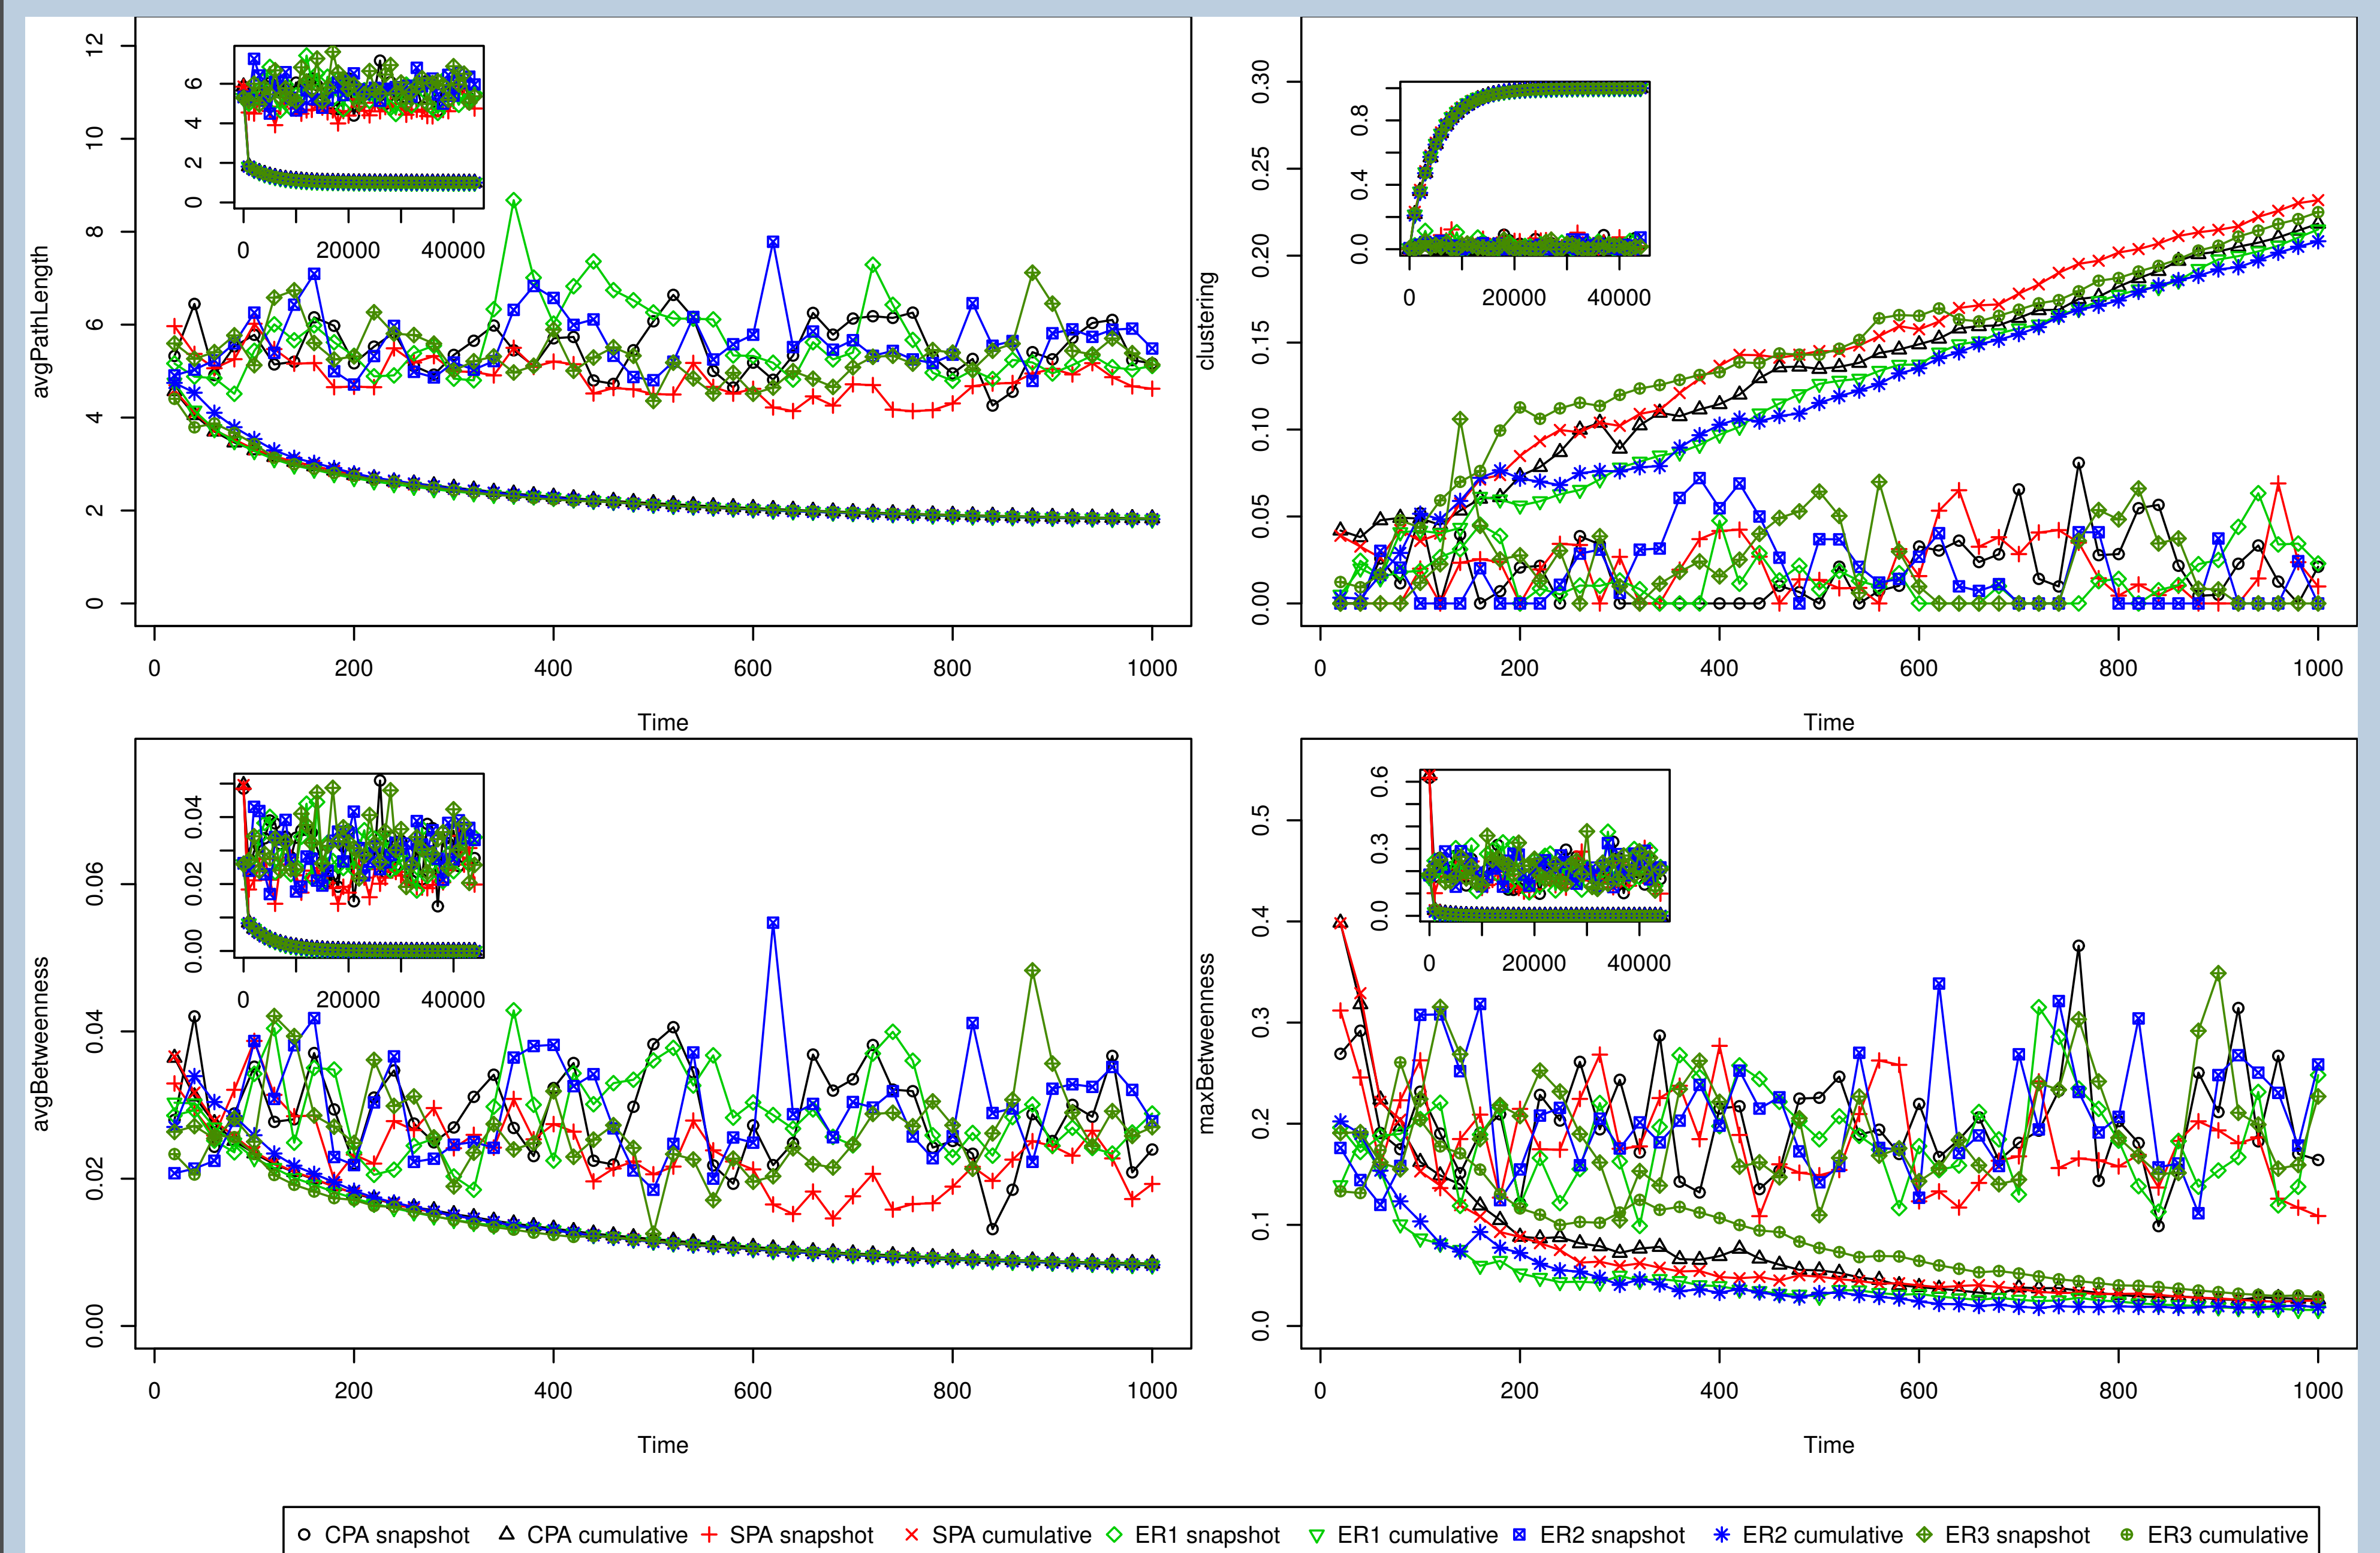 avgPathLength
0 2 4 6 8 10 12
0 2 4 6
0 20000 40000
0 200 400 600 800 1000
Time
clustering
0.00 0.05 0.10 0.15 0.20 0.25 0.30
0.0 0.4 0.8
0 20000 40000
0 200 400 600 800 1000
Time
avgBetweenness
0.00 0.02 0.04 0.06
0.00 0.02 0.04
0 20000 40000
0 200 400 600 800 1000
Time
maxBetweenness
0.0 0.1 0.2 0.3 0.4 0.5
0.0 0.3 0.6
0 20000 40000
0 200 400 600 800 1000
Time
CPA snapshot CPA cumulative SPA snapshot SPA cumulative ER1 snapshot ER1 cumulative ER2 snapshot ER2 cumulative ER3 snapshot ER3 cumulative